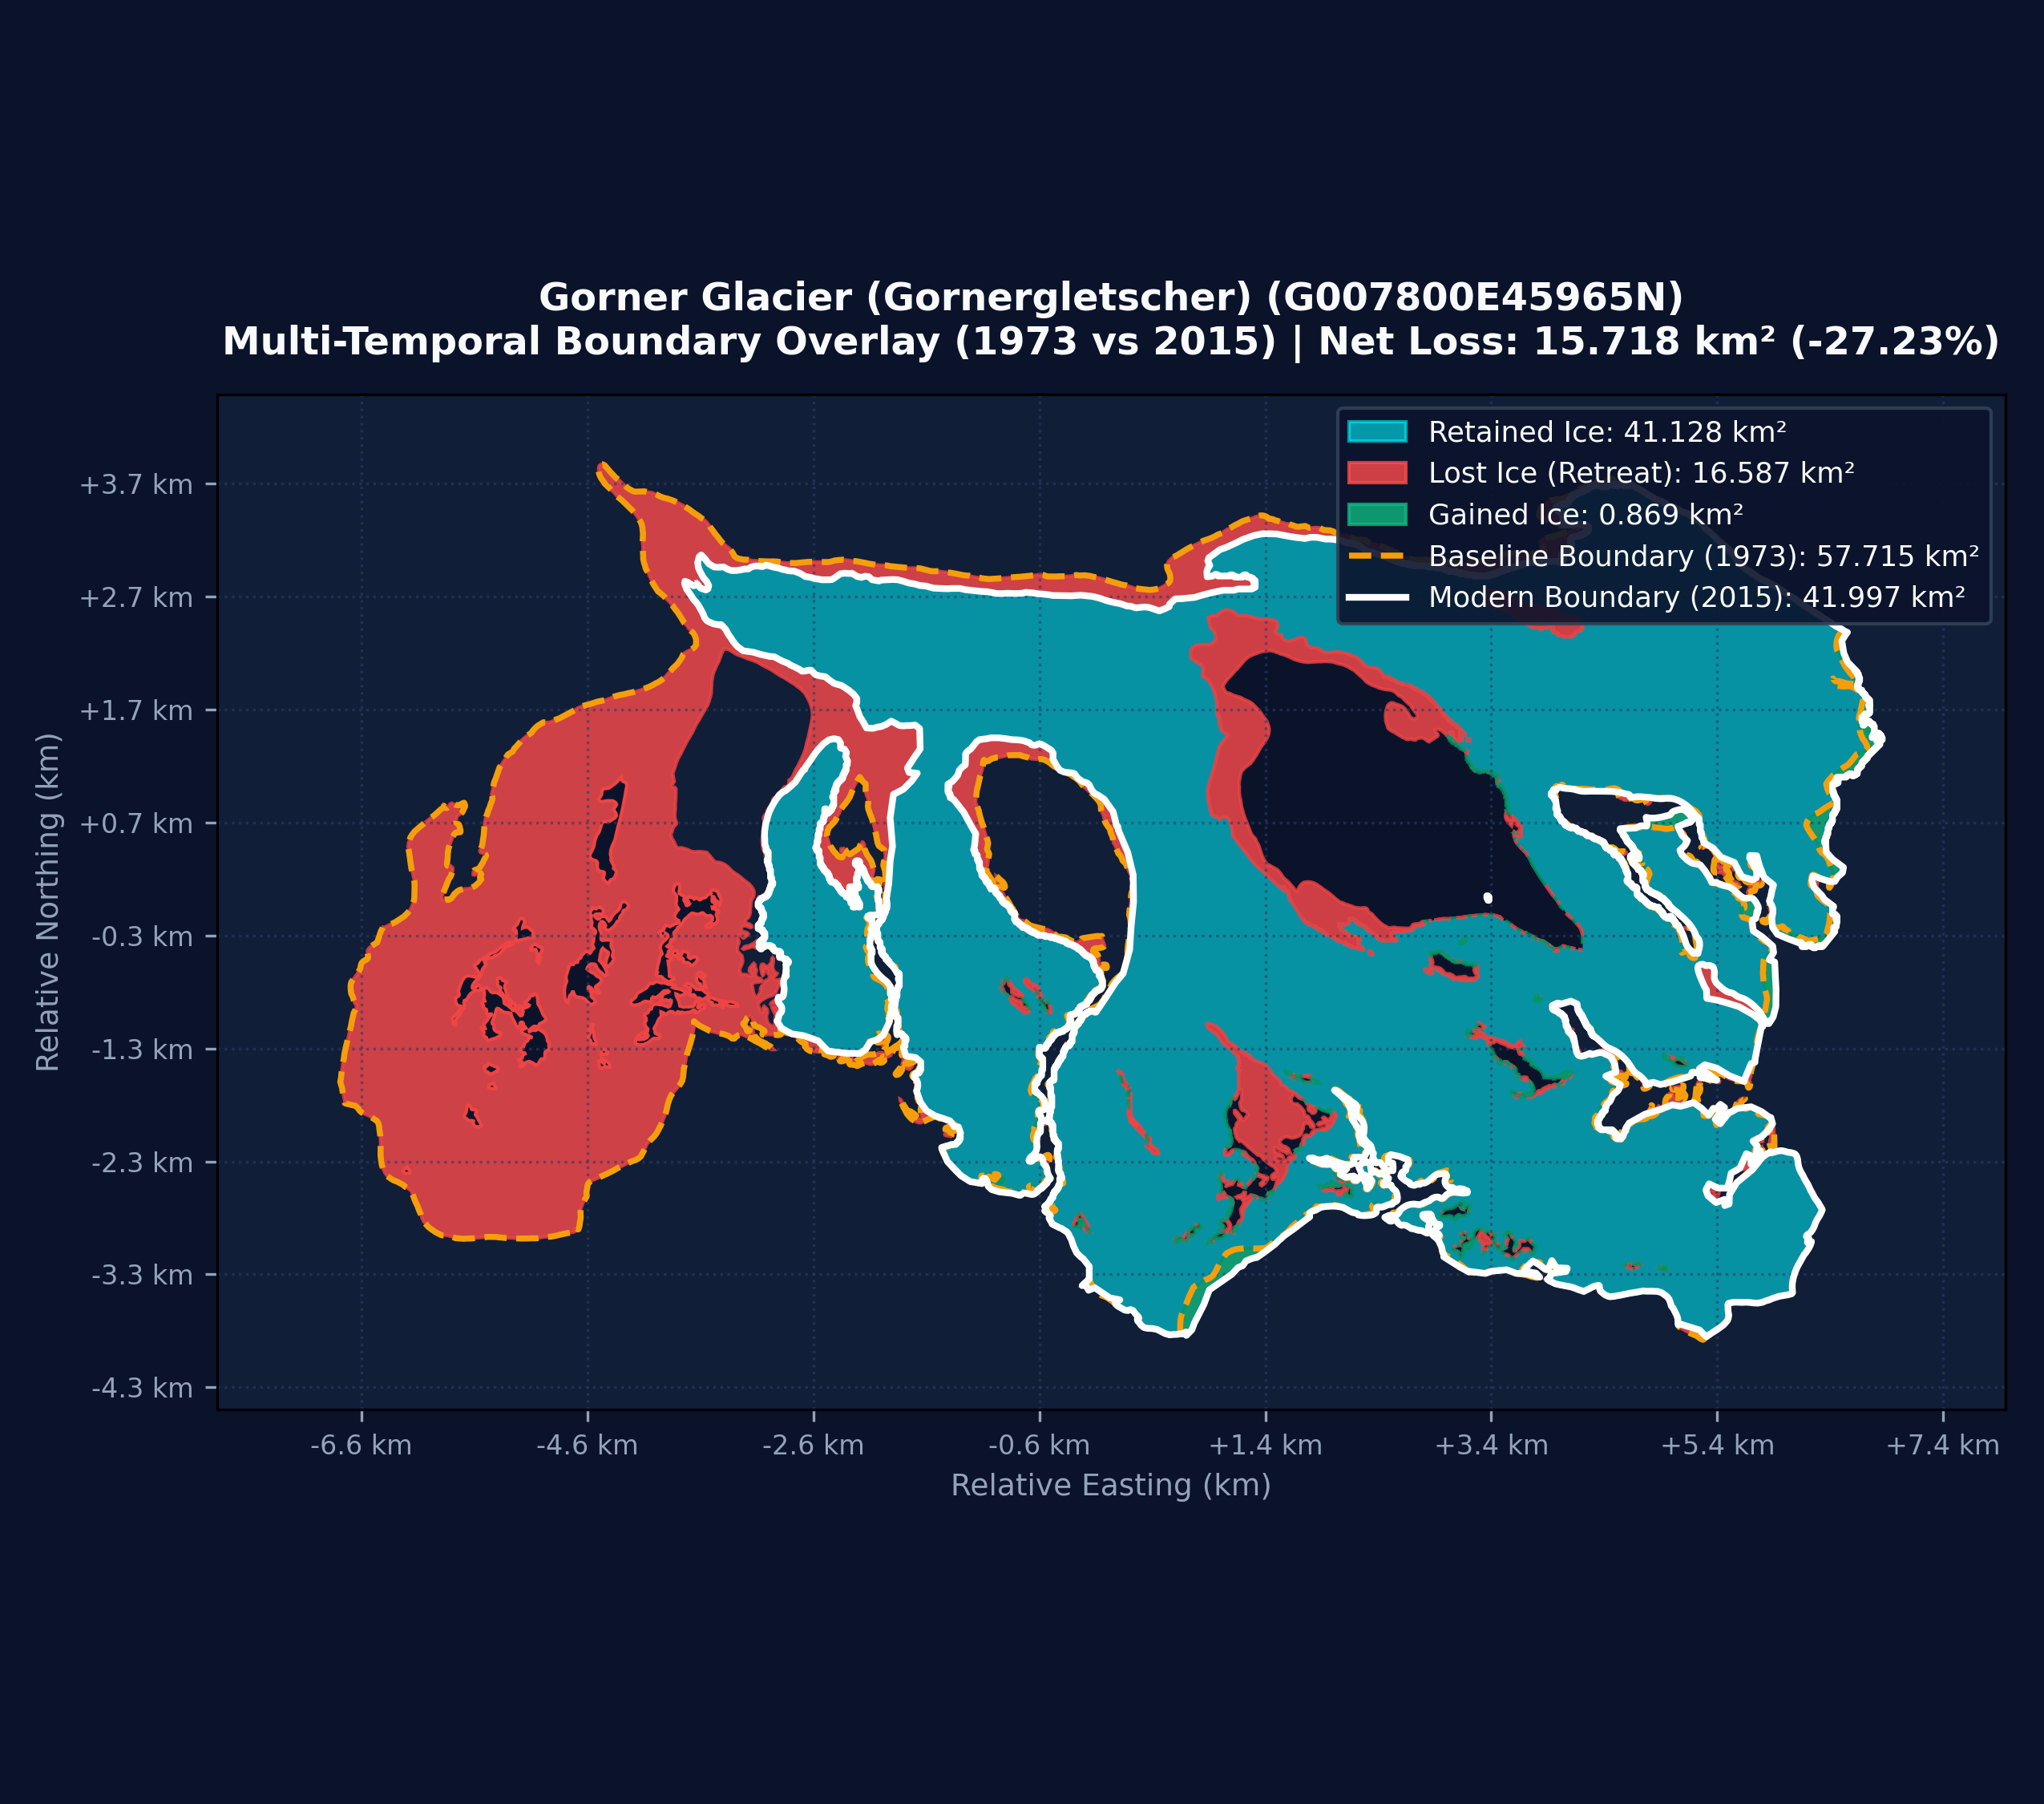 Gorner Glacier (Gornergletscher) (G007800E45965N)
Multi-Temporal Boundary Overlay (1973 vs 2015) | Net Loss: 15.718 km² (-27.23%)
Retained Ice: 41.128 km²
Lost Ice (Retreat): 16.587 km²
Gained Ice: 0.869 km²
Baseline Boundary (1973): 57.715 km²
Modern Boundary (2015): 41.997 km²
+3.7 km
+2.7 km
+1.7 km
+0.7 km
-0.3 km
-1.3 km
-2.3 km
-3.3 km
-4.3 km
Relative Northing (km)
-6.6 km
-4.6 km
-2.6 km
-0.6 km
+1.4 km
+3.4 km
+5.4 km
+7.4 km
Relative Easting (km)